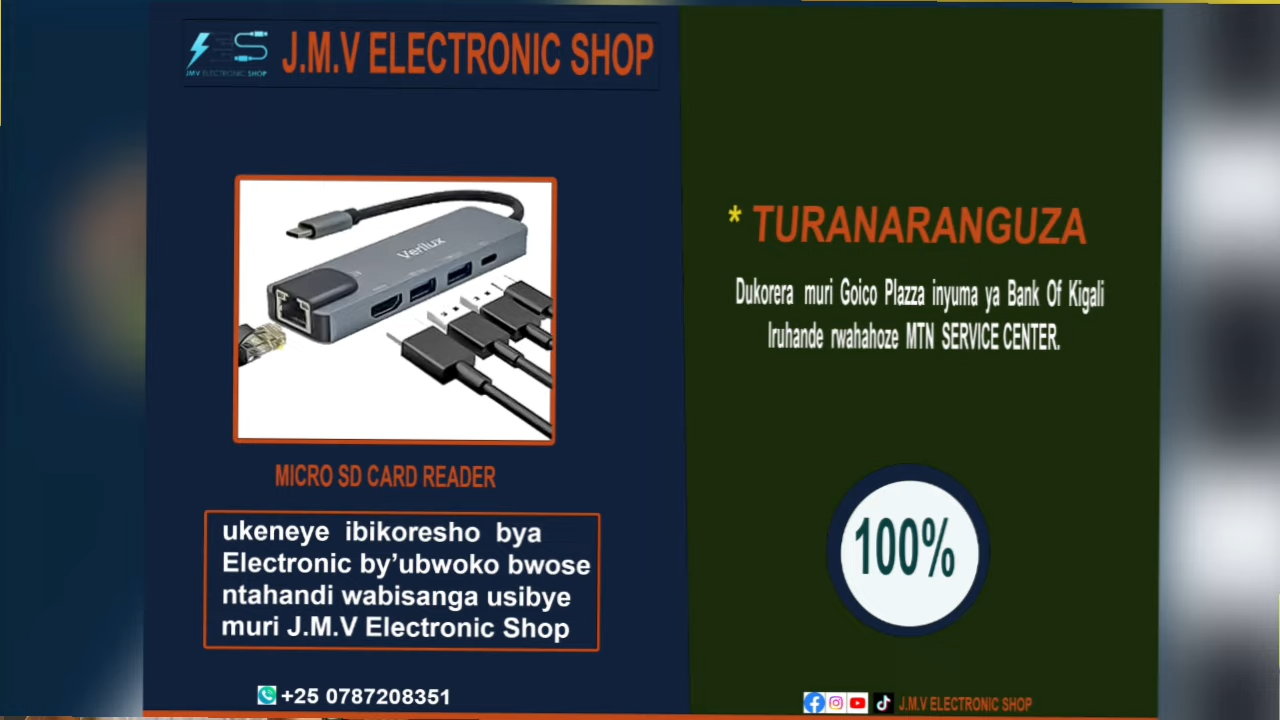 JMV ELECTRONIC SHOP
J.M.V ELECTRONIC SHOP
Verilux
MICRO SD CARD READER
ukeneye ibikoresho bya
Electronic by’ubwoko bwose
ntahandi wabisanga usibye
muri J.M.V Electronic Shop
+25 0787208351
* TURANARANGUZA
Dukorera muri Goico Plazza inyuma ya Bank Of Kigali
Iruhande rwahahoze MTN SERVICE CENTER.
100%
J.M.V ELECTRONIC SHOP